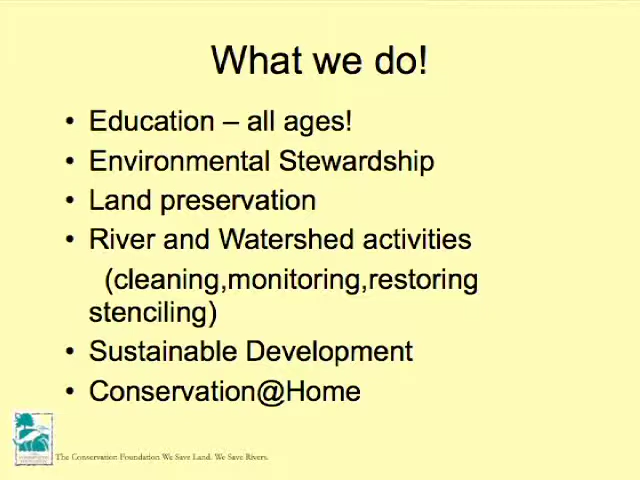 What we do!
• Education – all ages!
• Environmental Stewardship
• Land preservation
• River and Watershed activities
(cleaning,monitoring,restoring
stenciling)
• Sustainable Development
• Conservation@Home
The Conservation Foundation We Save Land. We Save Rivers.